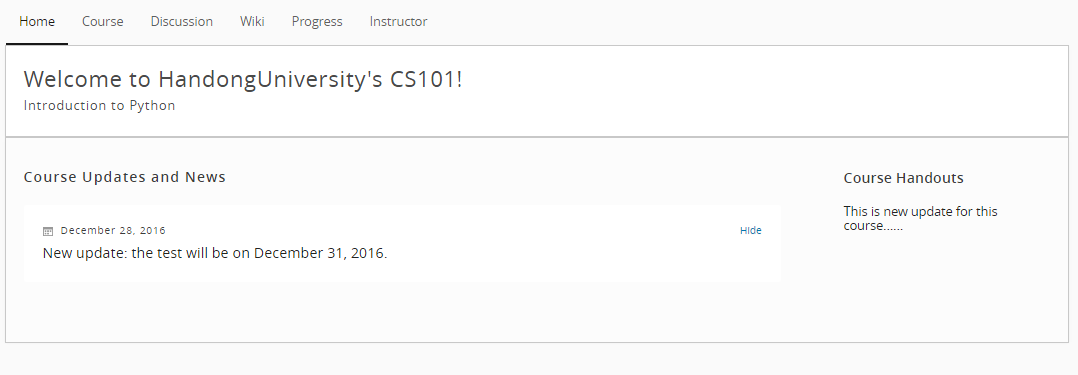 Home Course Discussion Wiki Progress Instructor
Welcome to HandongUniversity's CS101!
Introduction to Python
Course Updates and News
December 28, 2016 Hide
New update: the test will be on December 31, 2016.
Course Handouts
This is new update for this
course......